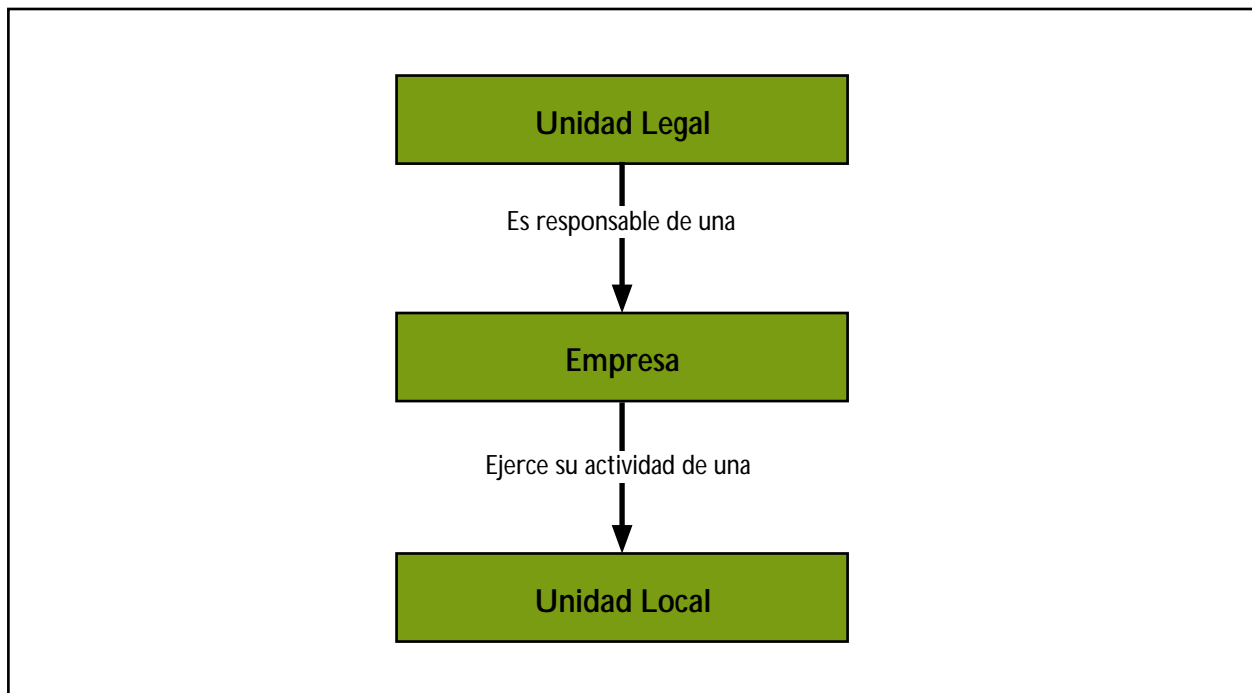 Unidad Legal
Es responsable de una
Empresa
Ejerce su actividad de una
Unidad Local